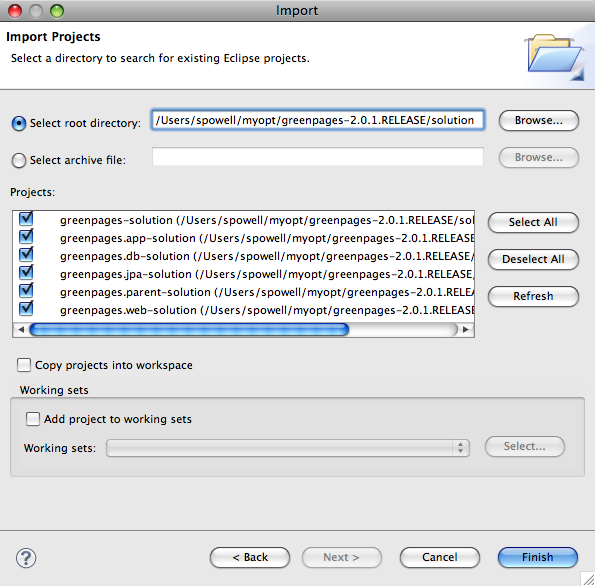 Import
Import Projects
Select a directory to search for existing Eclipse projects.
Select root directory: /Users/spowell/myopt/greenpages-2.0.1.RELEASE/solution Browse...
Select archive file: Browse...
Projects:
greenpages-solution (/Users/spowell/myopt/greenpages-2.0.1.RELEASE/sol
greenpages.app-solution (/Users/spowell/myopt/greenpages-2.0.1.RELEASE
greenpages.db-solution (/Users/spowell/myopt/greenpages-2.0.1.RELEASE/
greenpages.jpa-solution (/Users/spowell/myopt/greenpages-2.0.1.RELEASE/
greenpages.parent-solution (/Users/spowell/myopt/greenpages-2.0.1.RELEA
greenpages.web-solution (/Users/spowell/myopt/greenpages-2.0.1.RELEASE
Select All
Deselect All
Refresh
Copy projects into workspace
Working sets
Add project to working sets
Working sets: Select...
? < Back Next > Cancel Finish